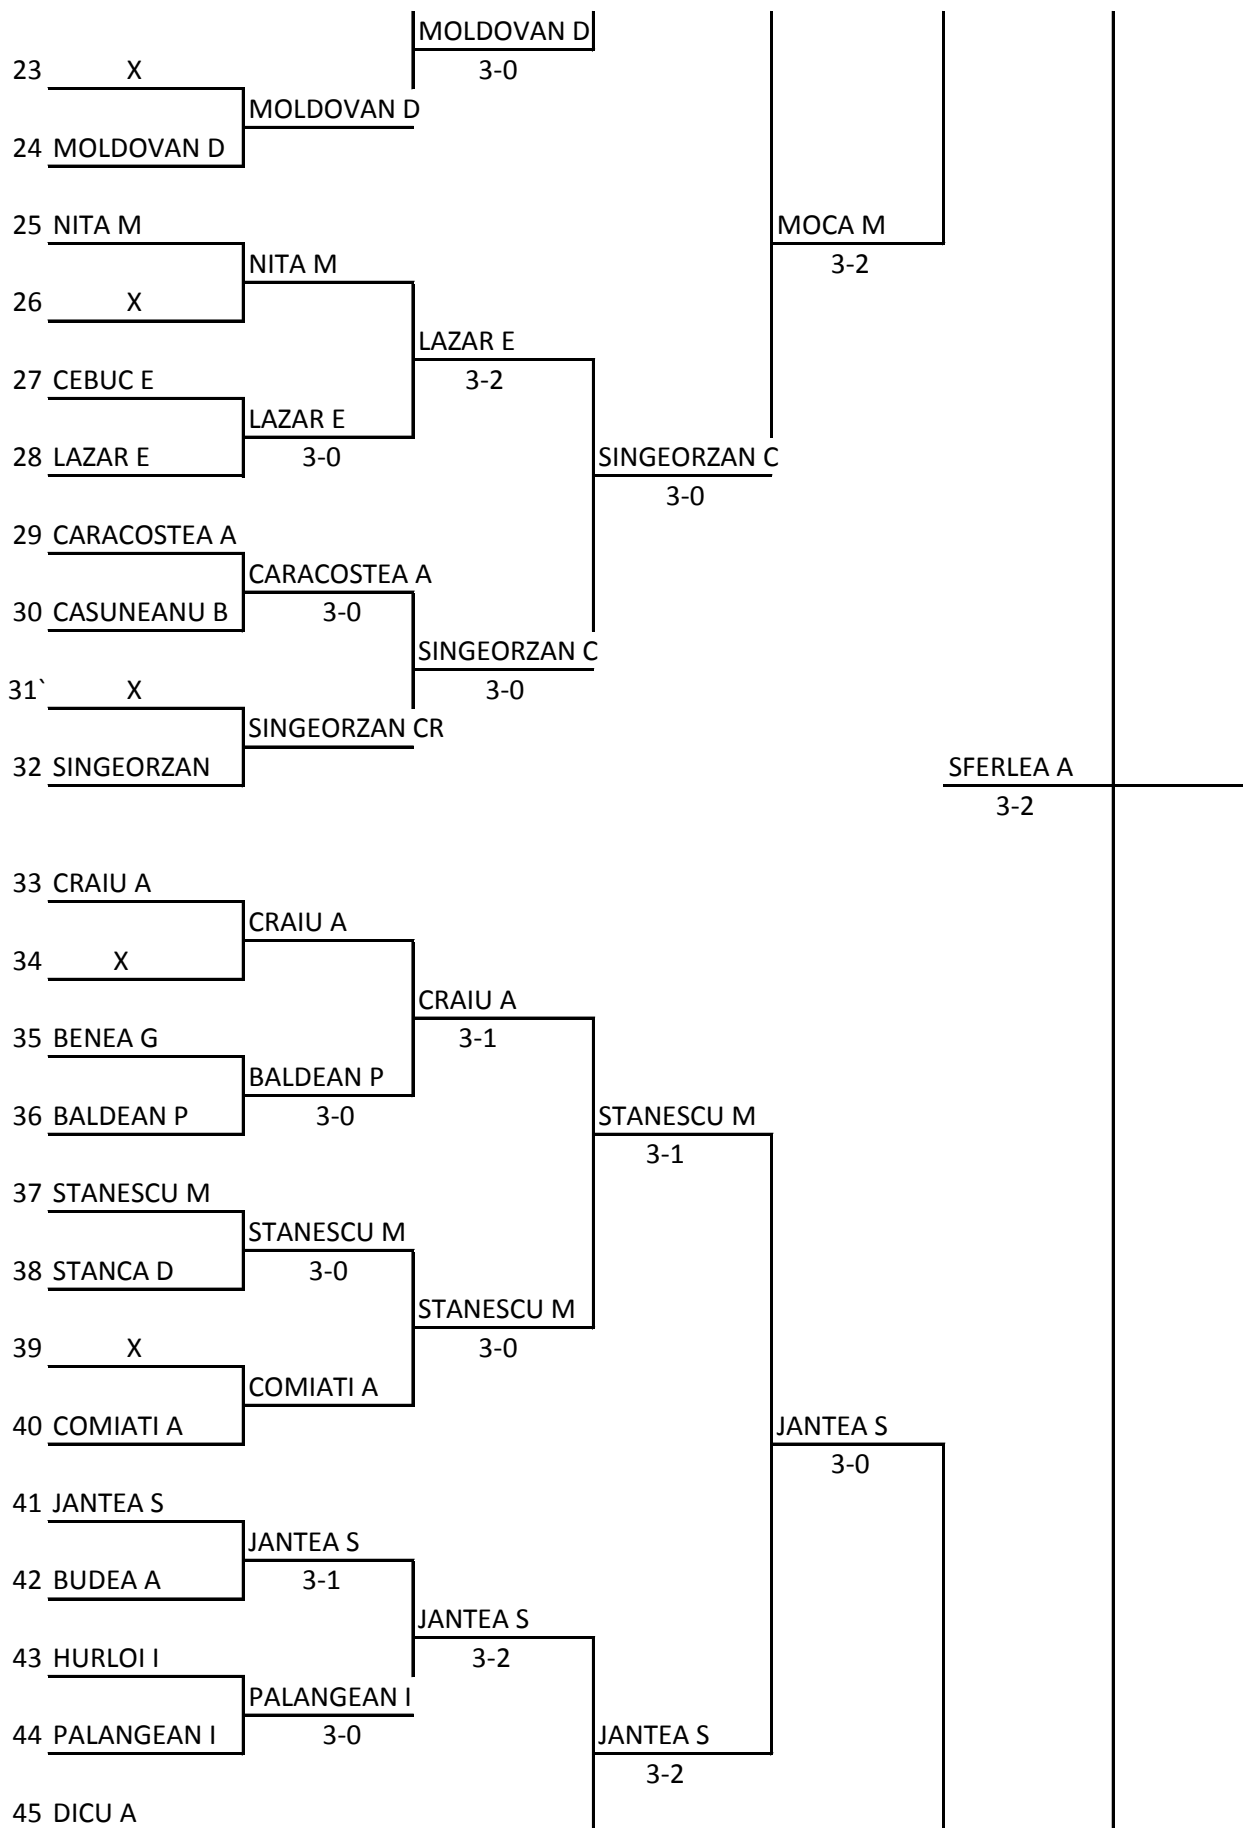 MOLDOVAN D
23 X 3-0
MOLDOVAN D
24 MOLDOVAN D
25 NITA M MOCA M
NITA M 3-2
26 X
LAZAR E
27 CEBUC E 3-2
LAZAR E
28 LAZAR E 3-0 SINGEORZAN C
3-0
29 CARACOSTEA A
CARACOSTEA A
30 CASUNEANU B 3-0
SINGEORZAN C
31` X 3-0
SINGEORZAN CR
32 SINGEORZAN SFERLEA A
3-2
33 CRAIU A
CRAIU A
34 X
CRAIU A
35 BENEA G 3-1
BALDEAN P
36 BALDEAN P 3-0 STANESCU M
3-1
37 STANESCU M
STANESCU M
38 STANCA D 3-0
STANESCU M
39 X 3-0
COMIATI A
40 COMIATI A JANTEA S
3-0
41 JANTEA S
JANTEA S
42 BUDEA A 3-1
JANTEA S
43 HURLOI I 3-2
PALANGEAN I
44 PALANGEAN I 3-0 JANTEA S
3-2
45 DICU A